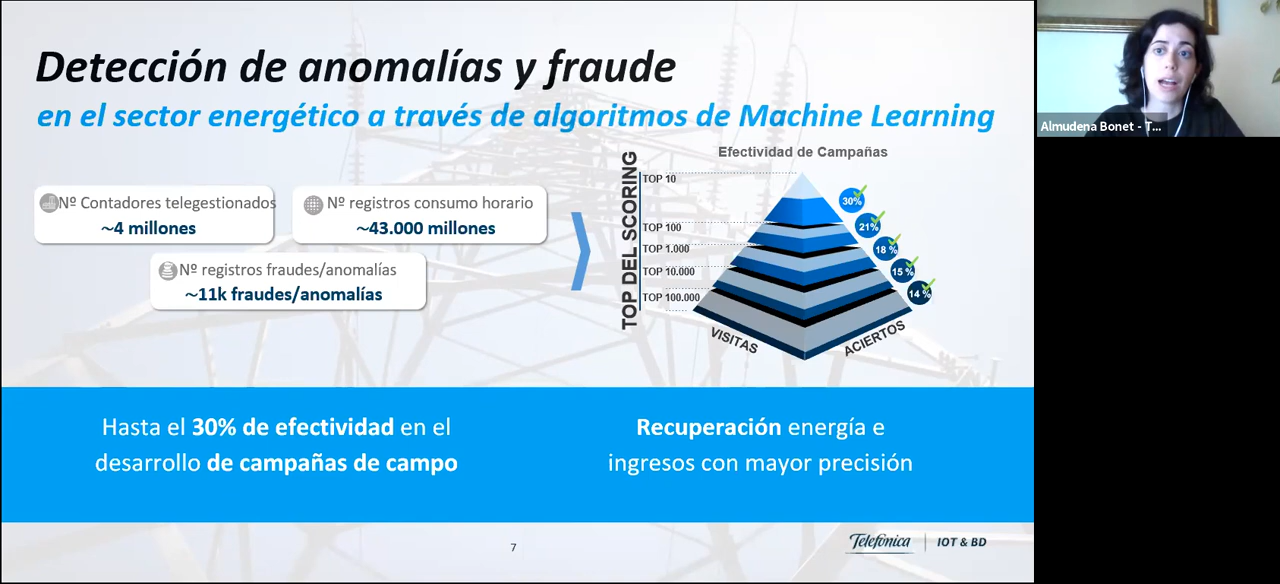 Detección de anomalías y fraude
en el sector energético a través de algoritmos de Machine Learning
Nº Contadores telegestionados
~4 millones
Nº registros consumo horario
~43.000 millones
Nº registros fraudes/anomalías
~11k fraudes/anomalías
Efectividad de Campañas
TOP DEL SCORING
TOP 10
TOP 100
TOP 1.000
TOP 10.000
TOP 100.000
30%
21%
18 %
15 %
14 %
VISITAS
ACIERTOS
Hasta el 30% de efectividad en el
desarrollo de campañas de campo
Recuperación energía e
ingresos con mayor precisión
7
Telefónica | IOT & BD
Almudena Bonet - T...